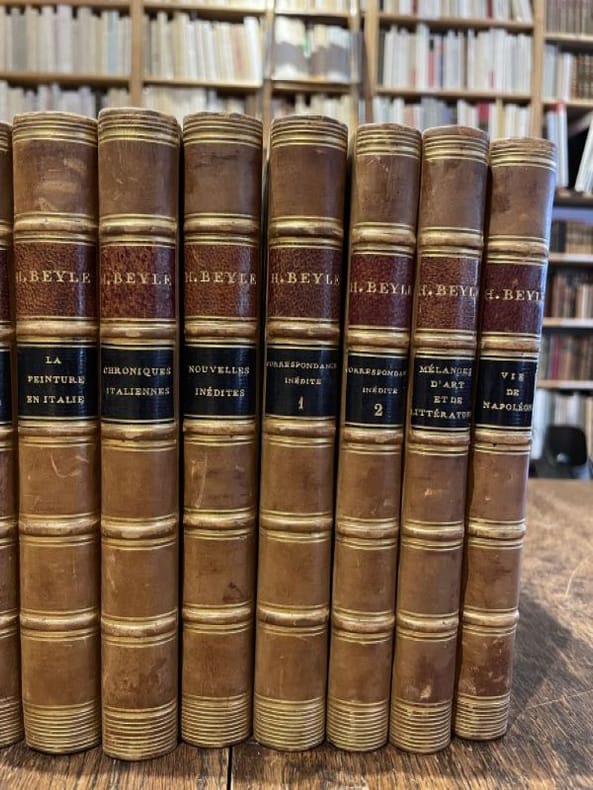 H. BEYLE
LA
PEINTURE
EN ITALIE
H. BEYLE
CHRONIQUES
ITALIENNES
H. BEYLE
NOUVELLES
INÉDITES
H. BEYLE
CORRESPONDANCE
INÉDITE
1
H. BEYLE
CORRESPONDANCE
INÉDITE
2
H. BEYLE
MÉLANGES
D'ART
ET DE
LITTÉRATURE
H. BEYLE
VIE
DE
NAPOLÉON